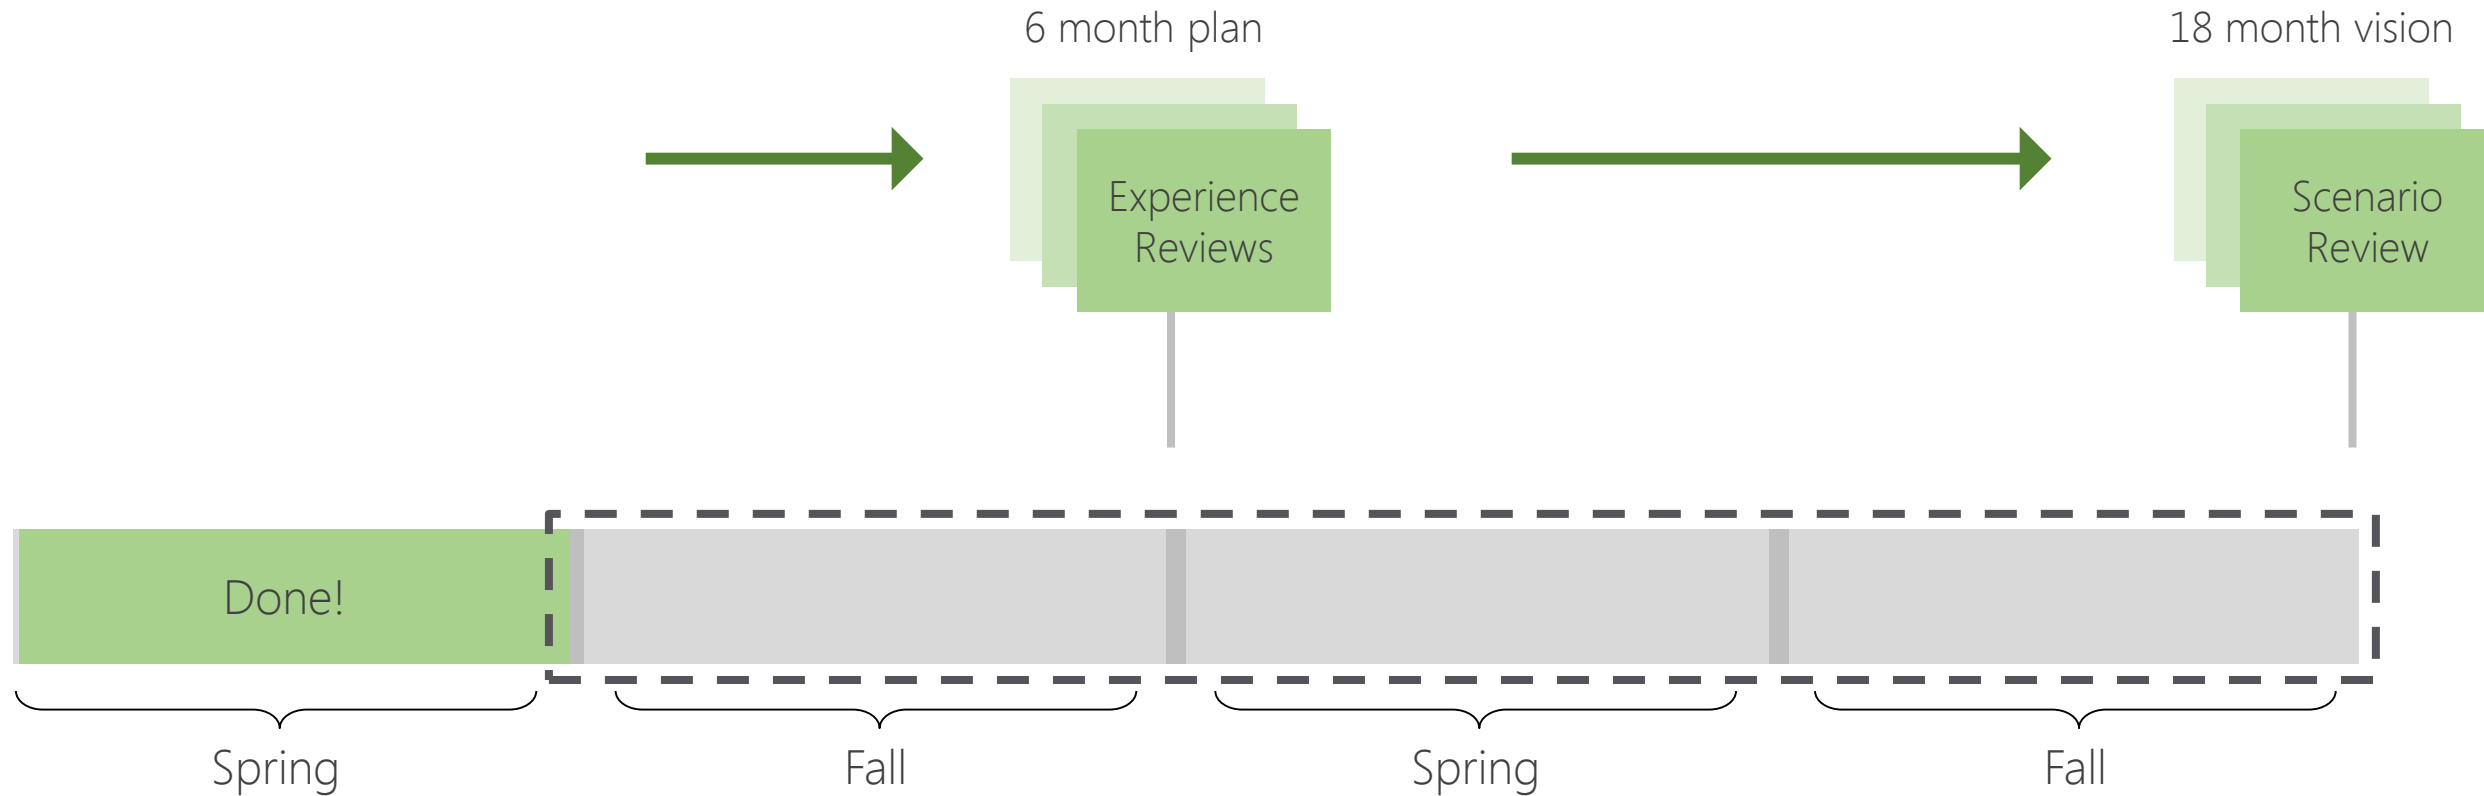 6 month plan
18 month vision
Experience
Reviews
Scenario
Review
Done!
Spring
Fall
Spring
Fall